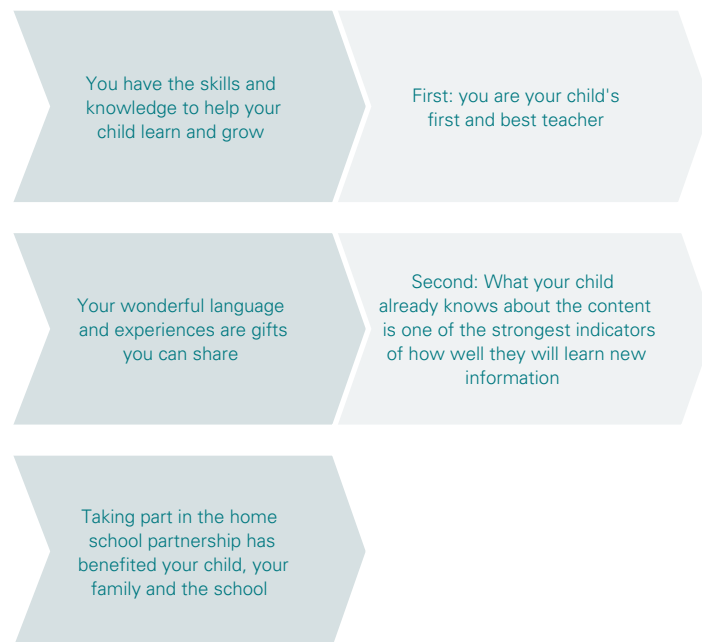 You have the skills and
knowledge to help your
child learn and grow
First: you are your child's
first and best teacher
Your wonderful language
and experiences are gifts
you can share
Second: What your child
already knows about the content
is one of the strongest indicators
of how well they will learn new
information
Taking part in the home
school partnership has
benefited your child, your
family and the school